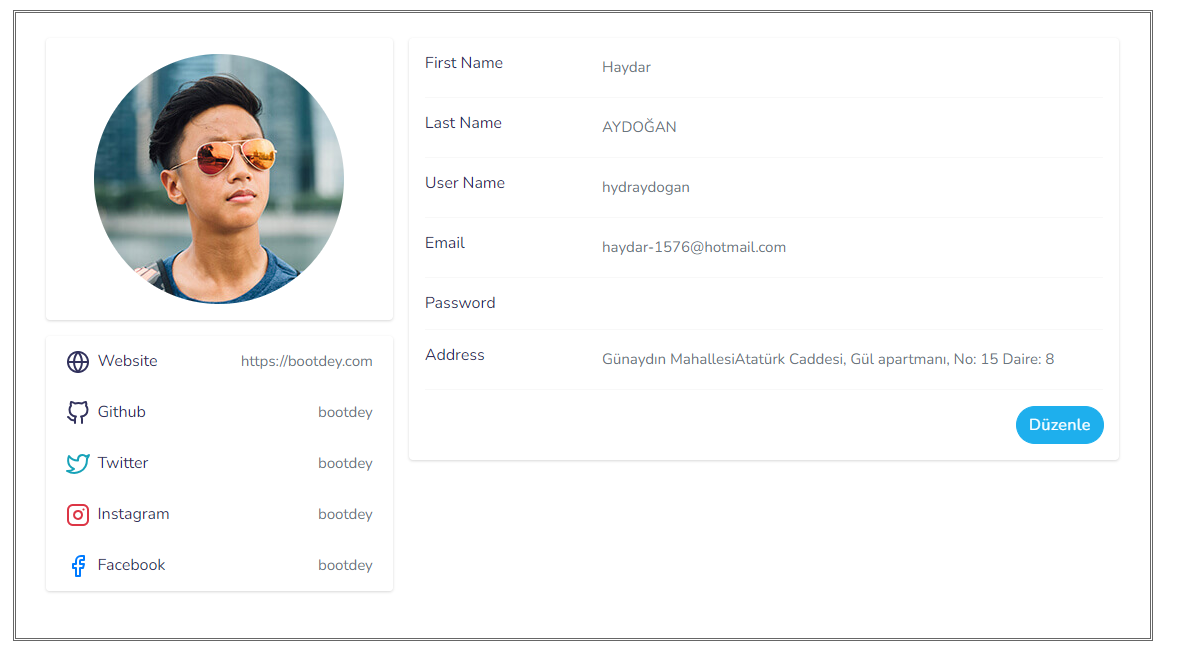 First Name Haydar
Last Name AYDOĞAN
User Name hydraydogan
Email haydar-1576@hotmail.com
Password
Address Günaydın MahallesiAtatürk Caddesi, Gül apartmanı, No: 15 Daire: 8
Düzenle
Website https://bootdey.com
Github bootdey
Twitter bootdey
Instagram bootdey
Facebook bootdey